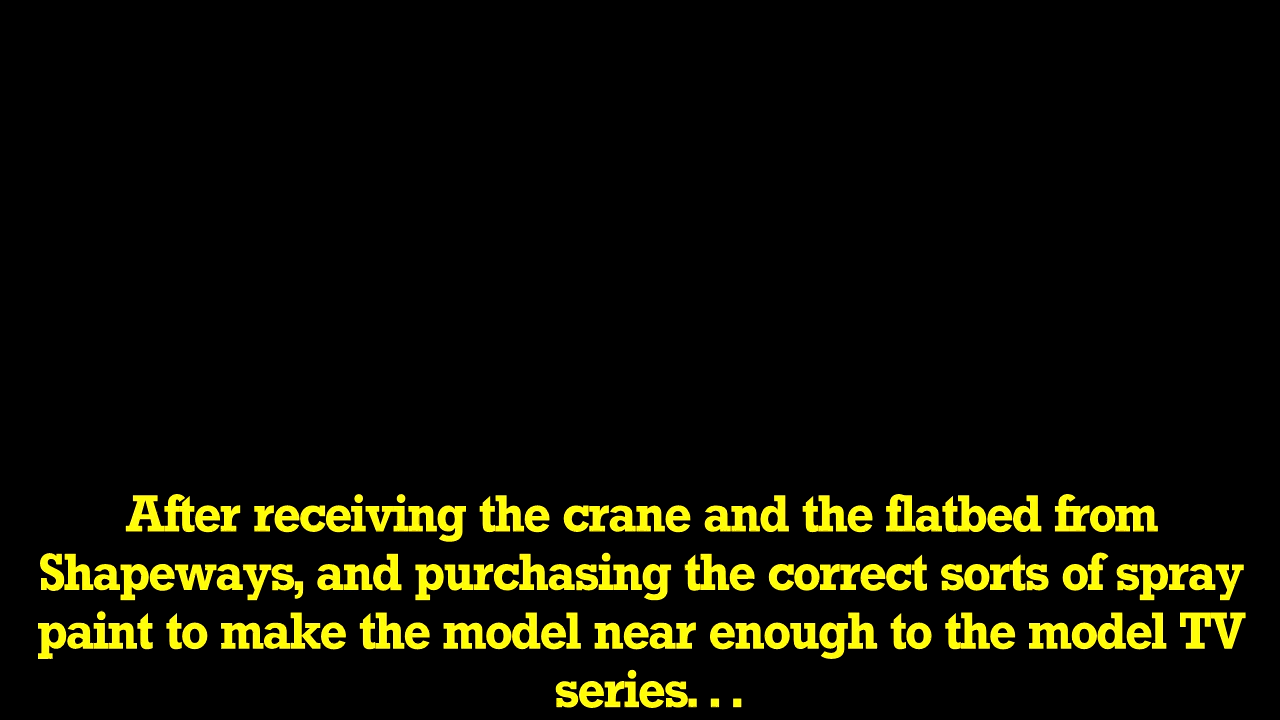 After receiving the crane and the flatbed from
Shapeways, and purchasing the correct sorts of spray
paint to make the model near enough to the model TV
series. . .